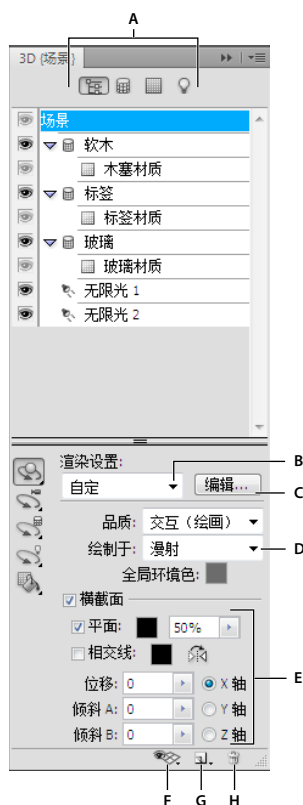 A
3D {场景}
场景
软木
木塞材质
标签
标签材质
玻璃
玻璃材质
无限光 1
无限光 2
渲染设置:
自定
编辑...
B
C
品质: 交互（绘画）
绘制于: 漫射
D
全局环境色:
横截面
平面: 50%
相交线:
E
位移: 0 X 轴
倾斜 A: 0 Y 轴
倾斜 B: 0 Z 轴
F G H